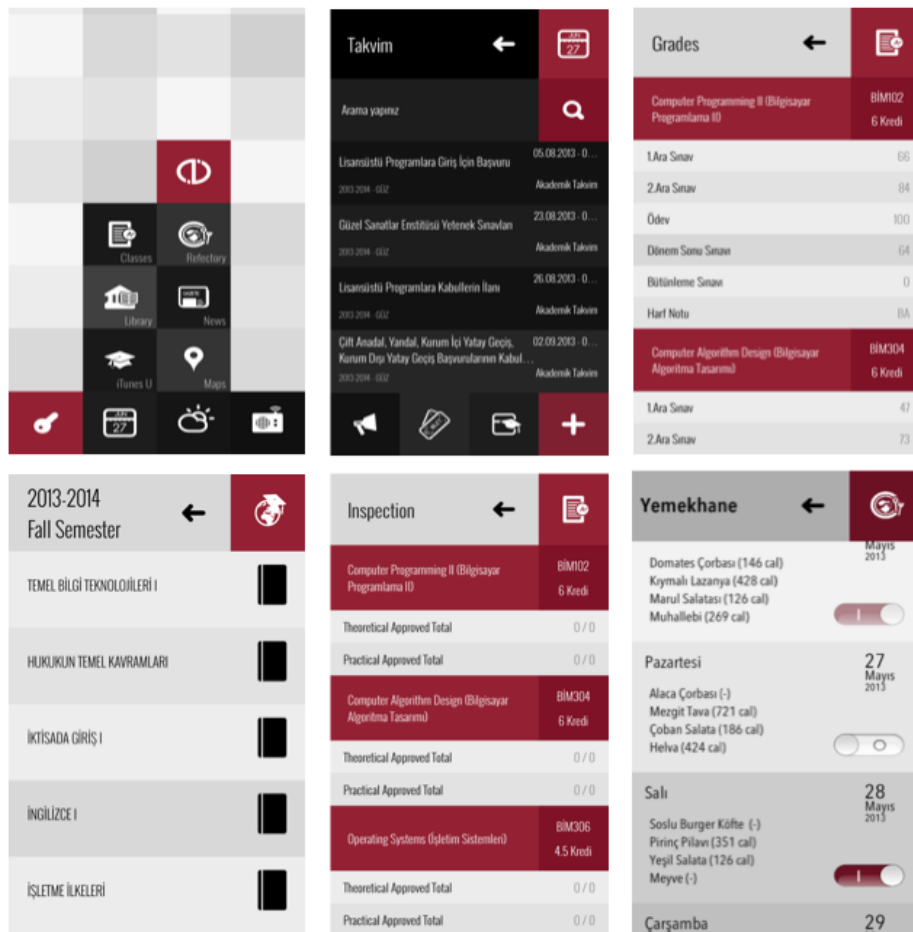 Classes
Refectory
Library
News
iTunes U
Maps
JUN
27
Takvim
JUN
27
Arama yapınız
Lisansüstü Programlara Giriş İçin Başvuru
05.08.2013 - 0...
2013-2014 - GÜZ
Akademik Takvim
Güzel Sanatlar Enstitüsü Yetenek Sınavları
23.08.2013 - 0...
2013-2014 - GÜZ
Akademik Takvim
Lisansüstü Programlara Kabullerin İlanı
26.08.2013 - 0...
2013-2014 - GÜZ
Akademik Takvim
Çift Anadal, Yandal, Kurum İçi Yatay Geçiş,
Kurum Dışı Yatay Geçiş Başvurularının Kabul...
02.09.2013 - 0...
2013-2014 - GÜZ
Akademik Takvim
Grades
Computer Programming II (Bilgisayar
Programlama II)
BİM102
6 Kredi
1.Ara Sınav 66
2.Ara Sınav 84
Ödev 100
Dönem Sonu Sınavı 64
Bütünleme Sınavı 0
Harf Notu BA
Computer Algorithm Design (Bilgisayar
Algoritma Tasarımı)
BİM304
6 Kredi
1.Ara Sınav 47
2.Ara Sınav 73
2013-2014
Fall Semester
TEMEL BİLGİ TEKNOLOJİLERİ I
HUKUKUN TEMEL KAVRAMLARI
İKTİSADA GİRİŞ I
İNGİLİZCE I
İŞLETME İLKELERİ
Inspection
Computer Programming II (Bilgisayar
Programlama II)
BİM102
6 Kredi
Theoretical Approved Total 0 / 0
Practical Approved Total 0 / 0
Computer Algorithm Design (Bilgisayar
Algoritma Tasarımı)
BİM304
6 Kredi
Theoretical Approved Total 0 / 0
Practical Approved Total 0 / 0
Operating Systems (İşletim Sistemleri)
BİM306
4.5 Kredi
Theoretical Approved Total 0 / 0
Practical Approved Total 0 / 0
Yemekhane
Mayıs
2013
Domates Çorbası (146 cal)
Kıymalı Lazanya (428 cal)
Marul Salatası (126 cal)
Muhallebi (269 cal)
Pazartesi
27
Mayıs
2013
Alaca Çorbası (-)
Mezgit Tava (721 cal)
Çoban Salata (186 cal)
Helva (424 cal)
Salı
28
Mayıs
2013
Soslu Burger Köfte (-)
Pirinç Pilavı (351 cal)
Yeşil Salata (126 cal)
Meyve (-)
Çarşamba
29